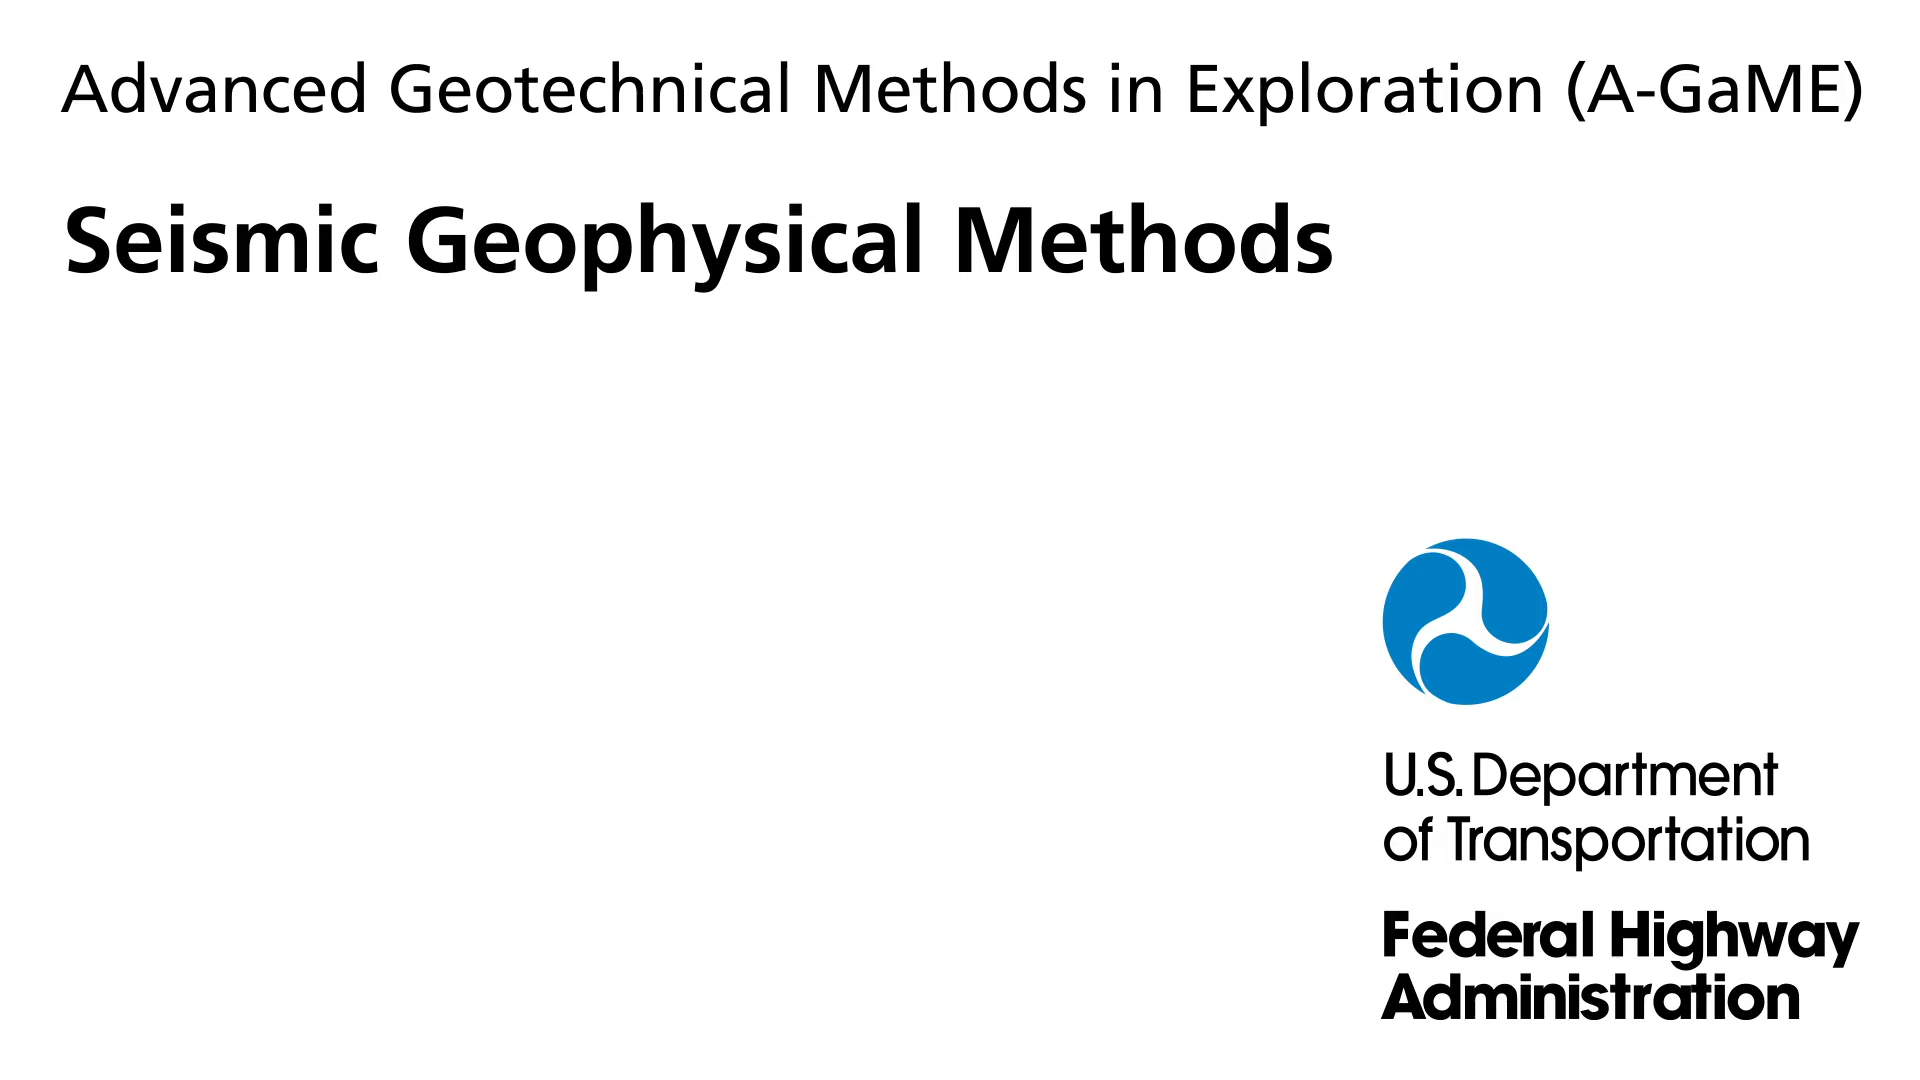 Advanced Geotechnical Methods in Exploration (A-GaME)
Seismic Geophysical Methods
U.S. Department
of Transportation
Federal Highway
Administration